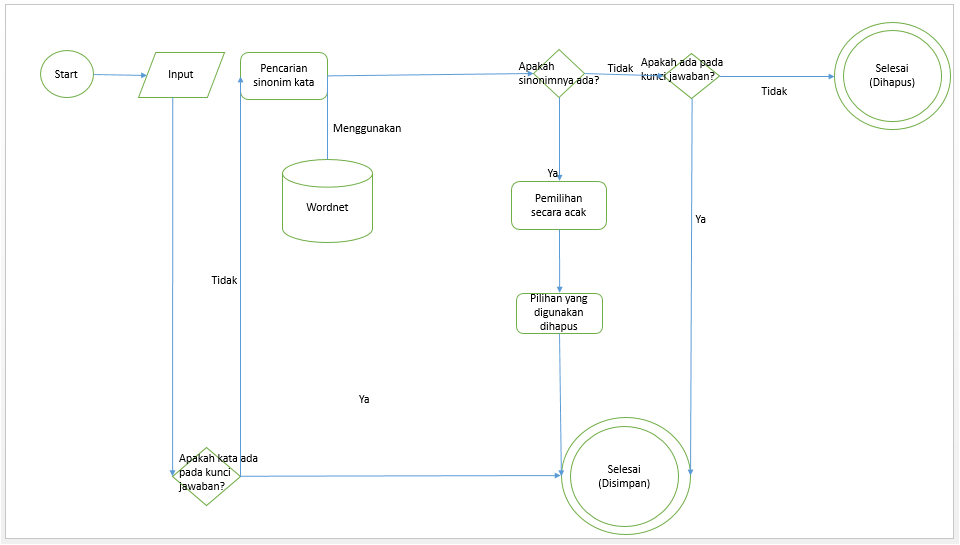 Start
Input
Pencarian
sinonim kata
Apakah
sinonimnya ada?
Tidak
Apakah ada pada
kunci jawaban?
Tidak
Selesai
(Dihapus)
Menggunakan
Wordnet
Ya
Pemilihan
secara acak
Ya
Tidak
Pilihan yang
digunakan
dihapus
Ya
Apakah kata ada
pada kunci
jawaban?
Selesai
(Disimpan)